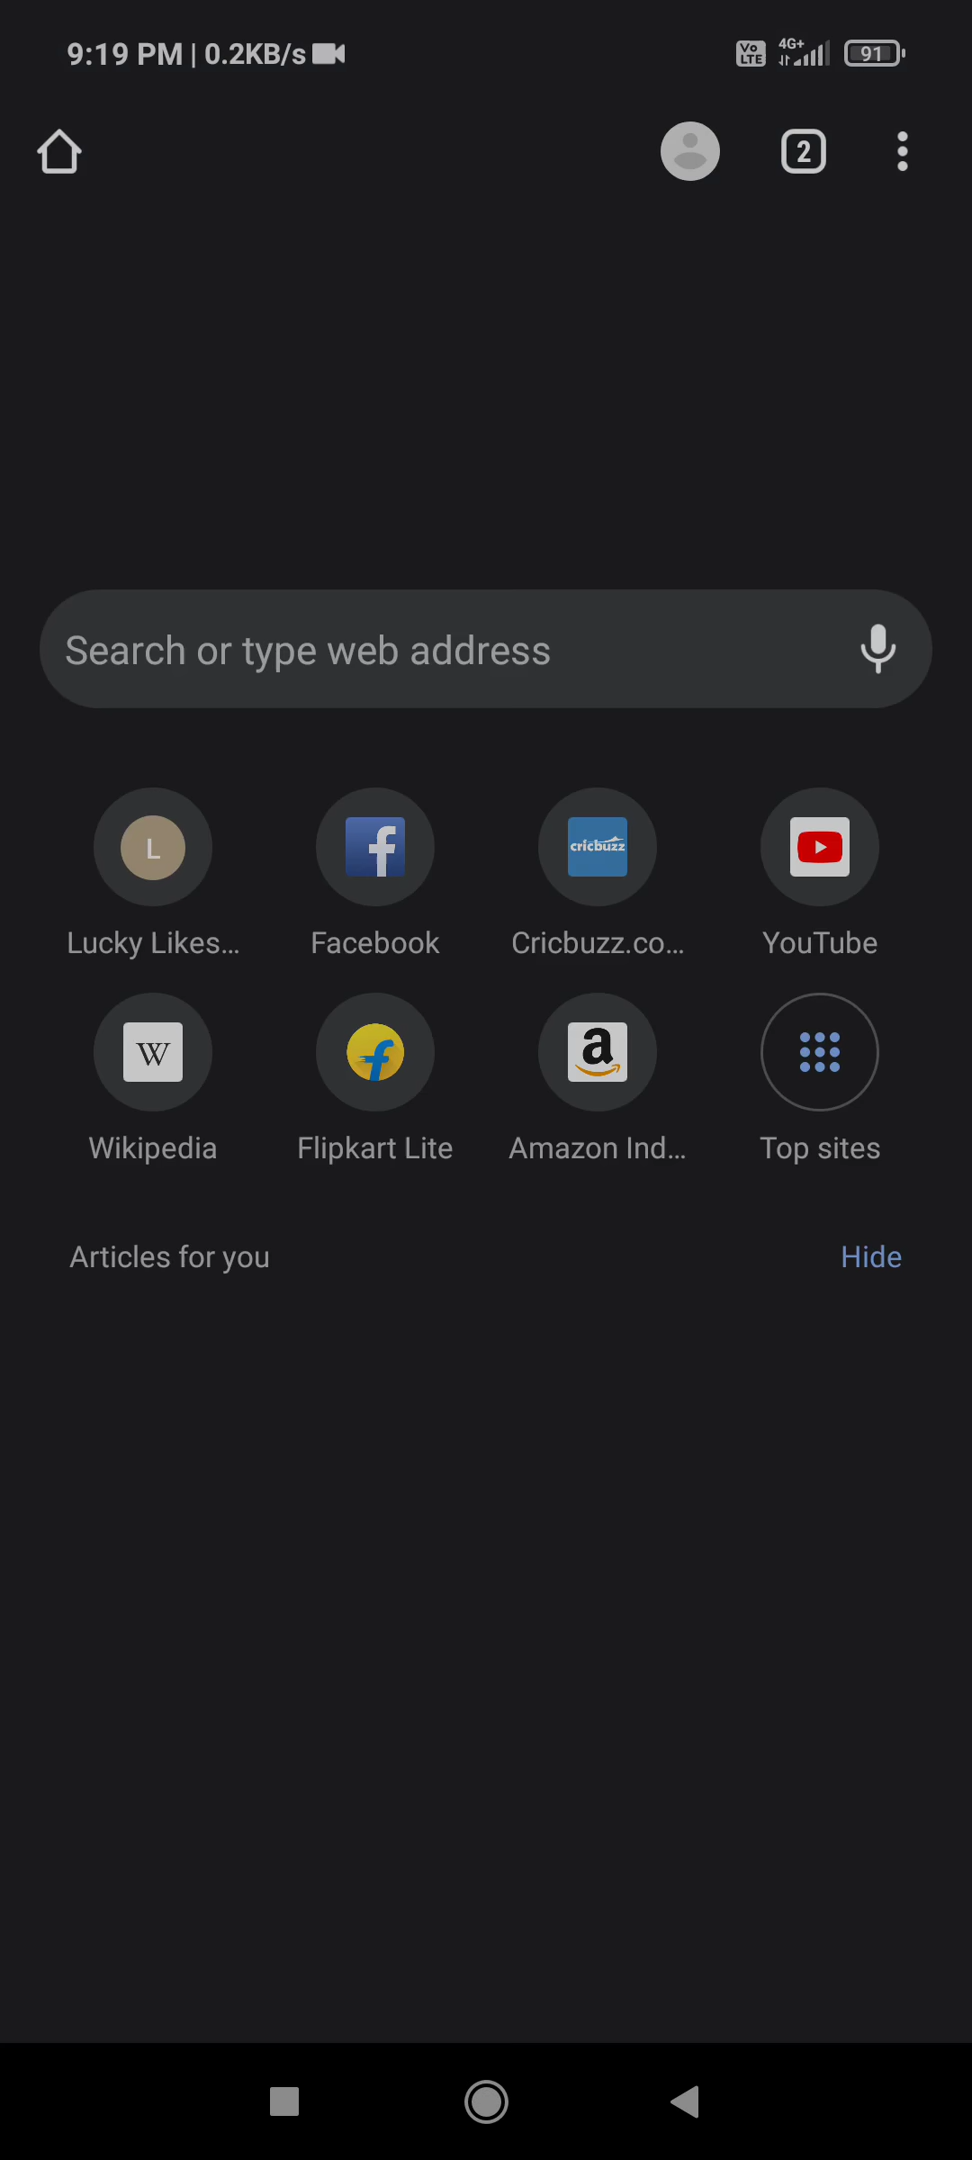 9:19 PM | 0.2KB/s Vo LTE 4G+ 91
2
Search or type web address
L f cricbuzz
Lucky Likes... Facebook Cricbuzz.co... YouTube
W f a
Wikipedia Flipkart Lite Amazon Ind... Top sites
Articles for you Hide